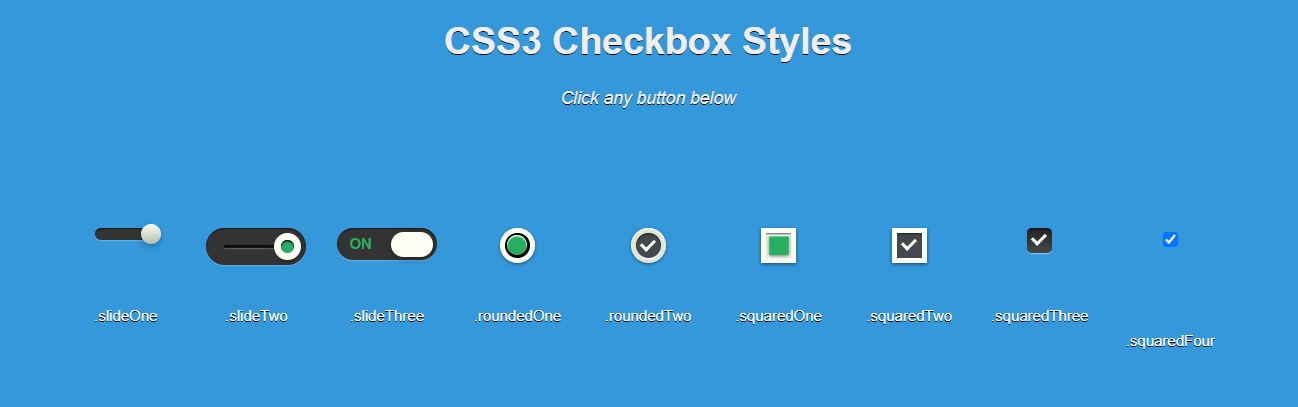 CSS3 Checkbox Styles
Click any button below
ON
.slideOne
.slideTwo
.slideThree
.roundedOne
.roundedTwo
.squaredOne
.squaredTwo
.squaredThree
.squaredFour